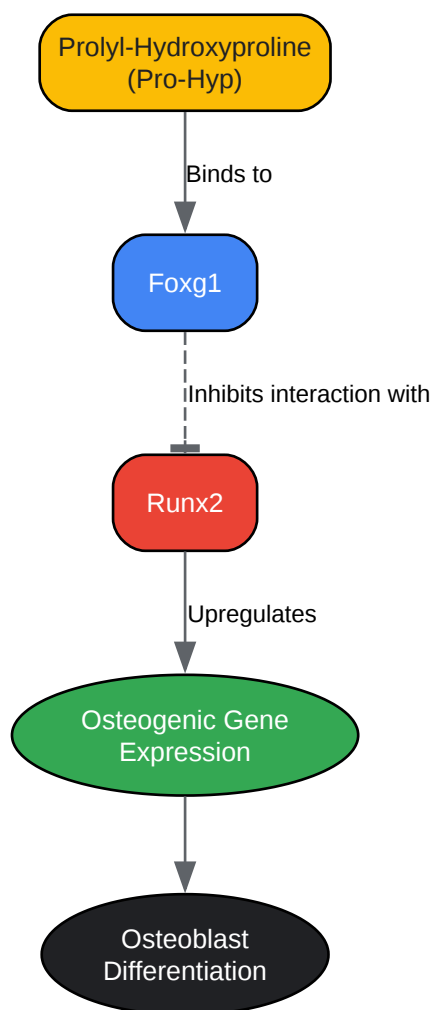 Prolyl-Hydroxyproline
(Pro-Hyp)
Binds to
Foxg1
Inhibits interaction with
Runx2
Upregulates
Osteogenic Gene
Expression
Osteoblast
Differentiation